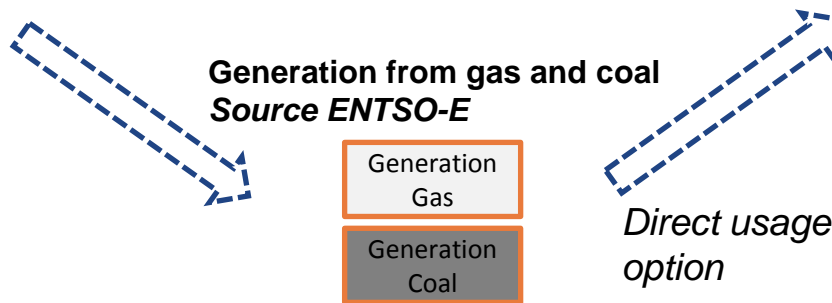 Generation from gas and coal
Source ENTSO-E
Generation
Gas
Generation
Coal
Direct usage
option